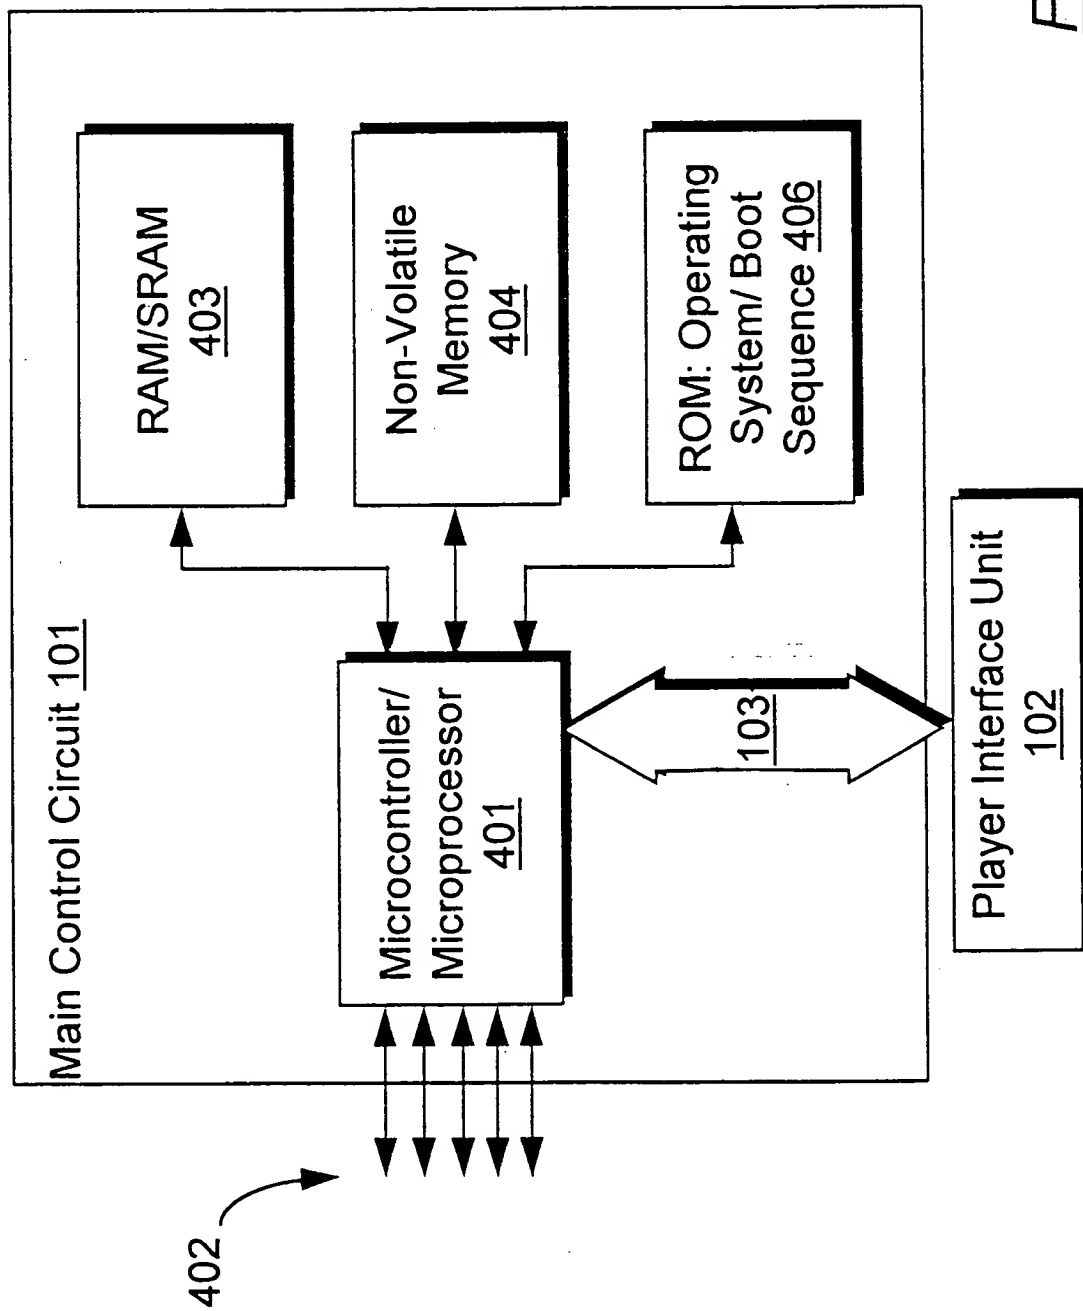 Main Control Circuit 101
RAM/SRAM
403
Non-Volatile
Memory
404
ROM: Operating
System/ Boot
Sequence 406
Microcontroller/
Microprocessor
401
402
103
Player Interface Unit
102